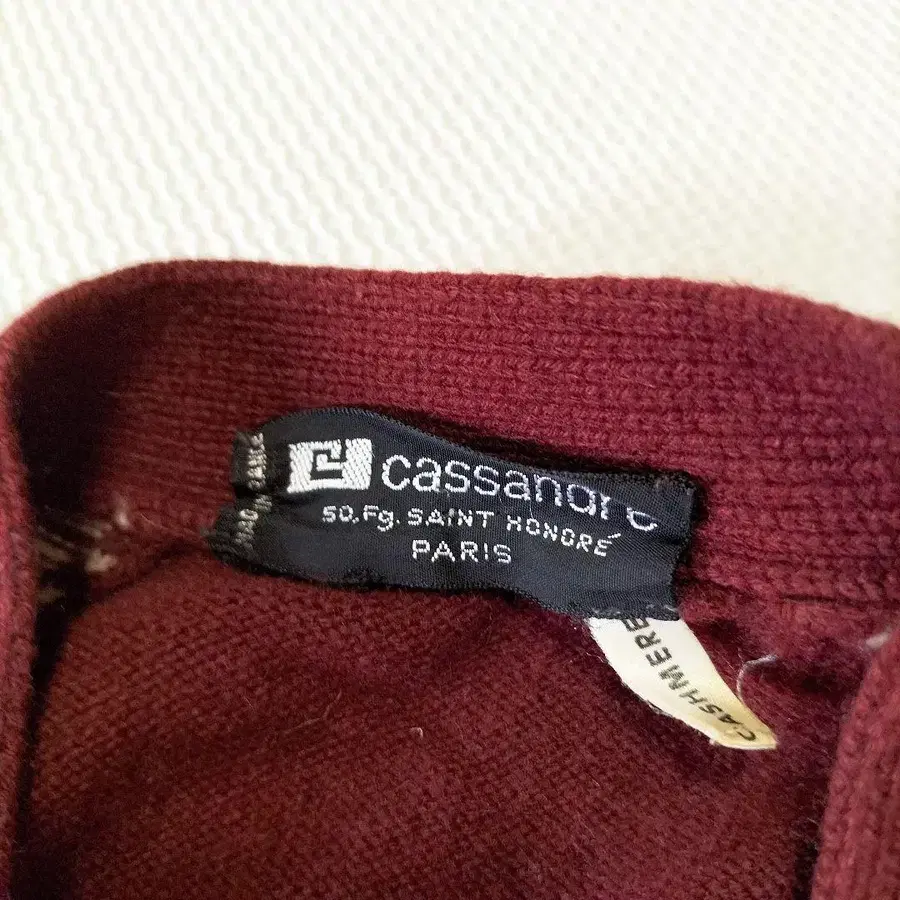 cassandre
50, Fg. SAINT HONORÉ
PARIS
CASHMERE